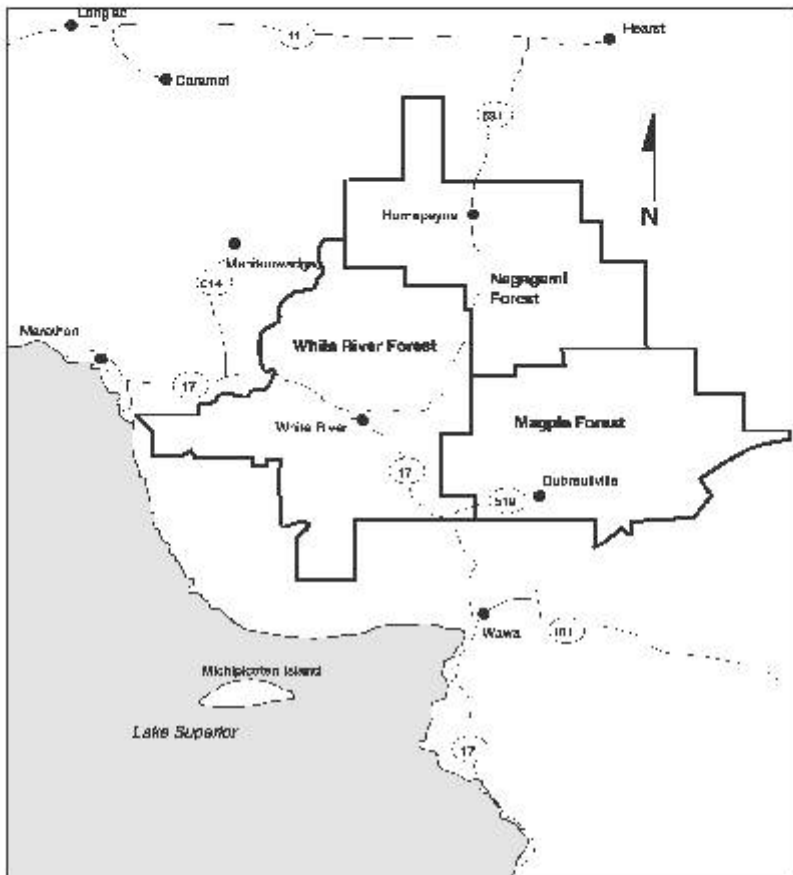 Longlac
Hearst
11
Caramat
631
N
Hornepayne
Manitouwadge
Nagagami
Forest
614
White River Forest
Marathon
17
White River
Magpie Forest
17
Dubreuilville
519
Wawa
101
Michipicoten Island
Lake Superior
17